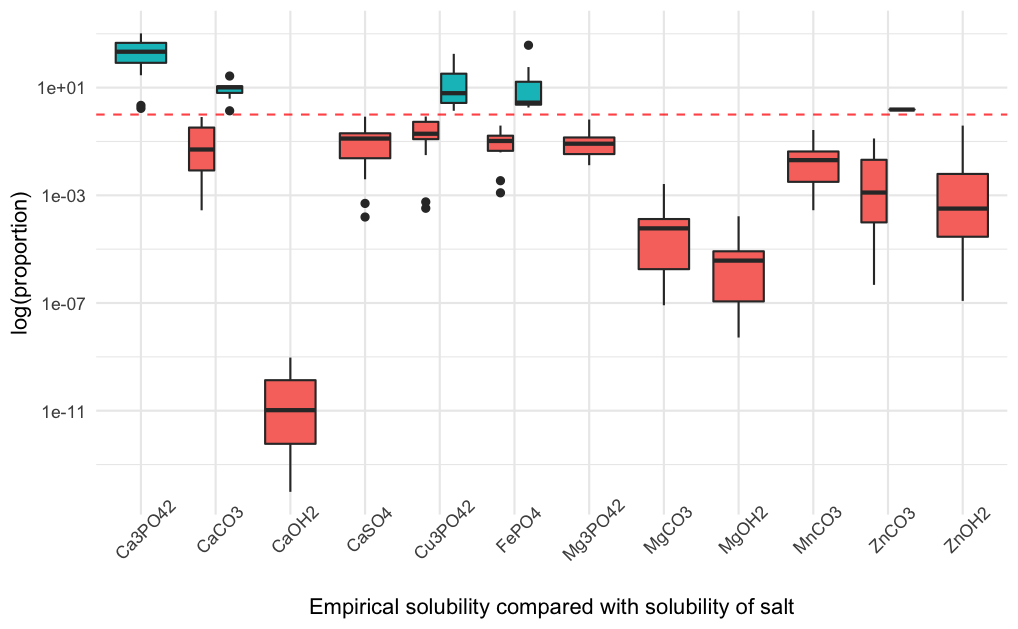 log(proportion)
1e+01
1e-03
1e-07
1e-11
Ca3PO42
CaCO3
CaOH2
CaSO4
Cu3PO42
FePO4
Mg3PO42
MgCO3
MgOH2
MnCO3
ZnCO3
ZnOH2
Empirical solubility compared with solubility of salt